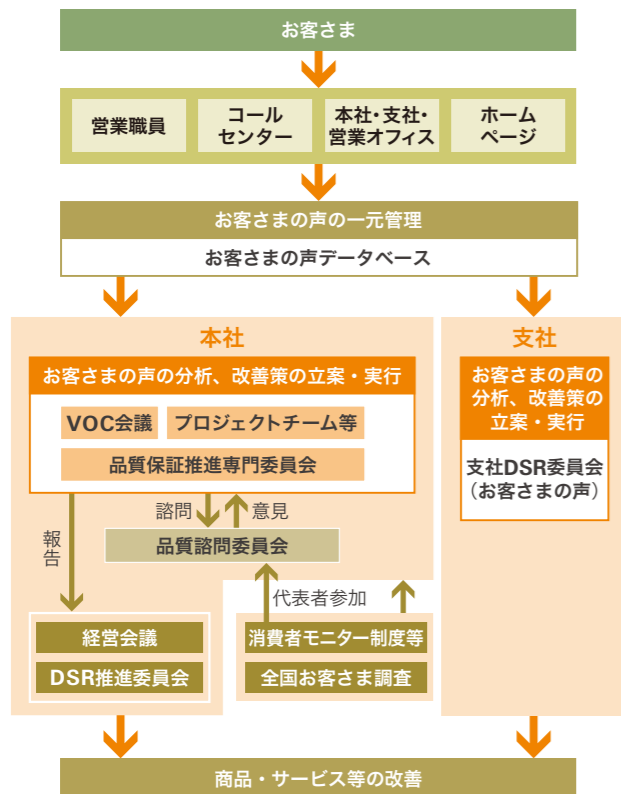 お客さま
営業職員
コール
センター
本社・支社・
営業オフィス
ホーム
ページ
お客さまの声の一元管理
お客さまの声データベース
本社
お客さまの声の分析、改善策の立案・実行
VOC会議
プロジェクトチーム等
品質保証推進専門委員会
諮問
意見
報告
品質諮問委員会
代表者参加
経営会議
DSR推進委員会
消費者モニター制度等
全国お客さま調査
支社
お客さまの声の
分析、改善策の
立案・実行
支社DSR委員会
（お客さまの声）
商品・サービス等の改善